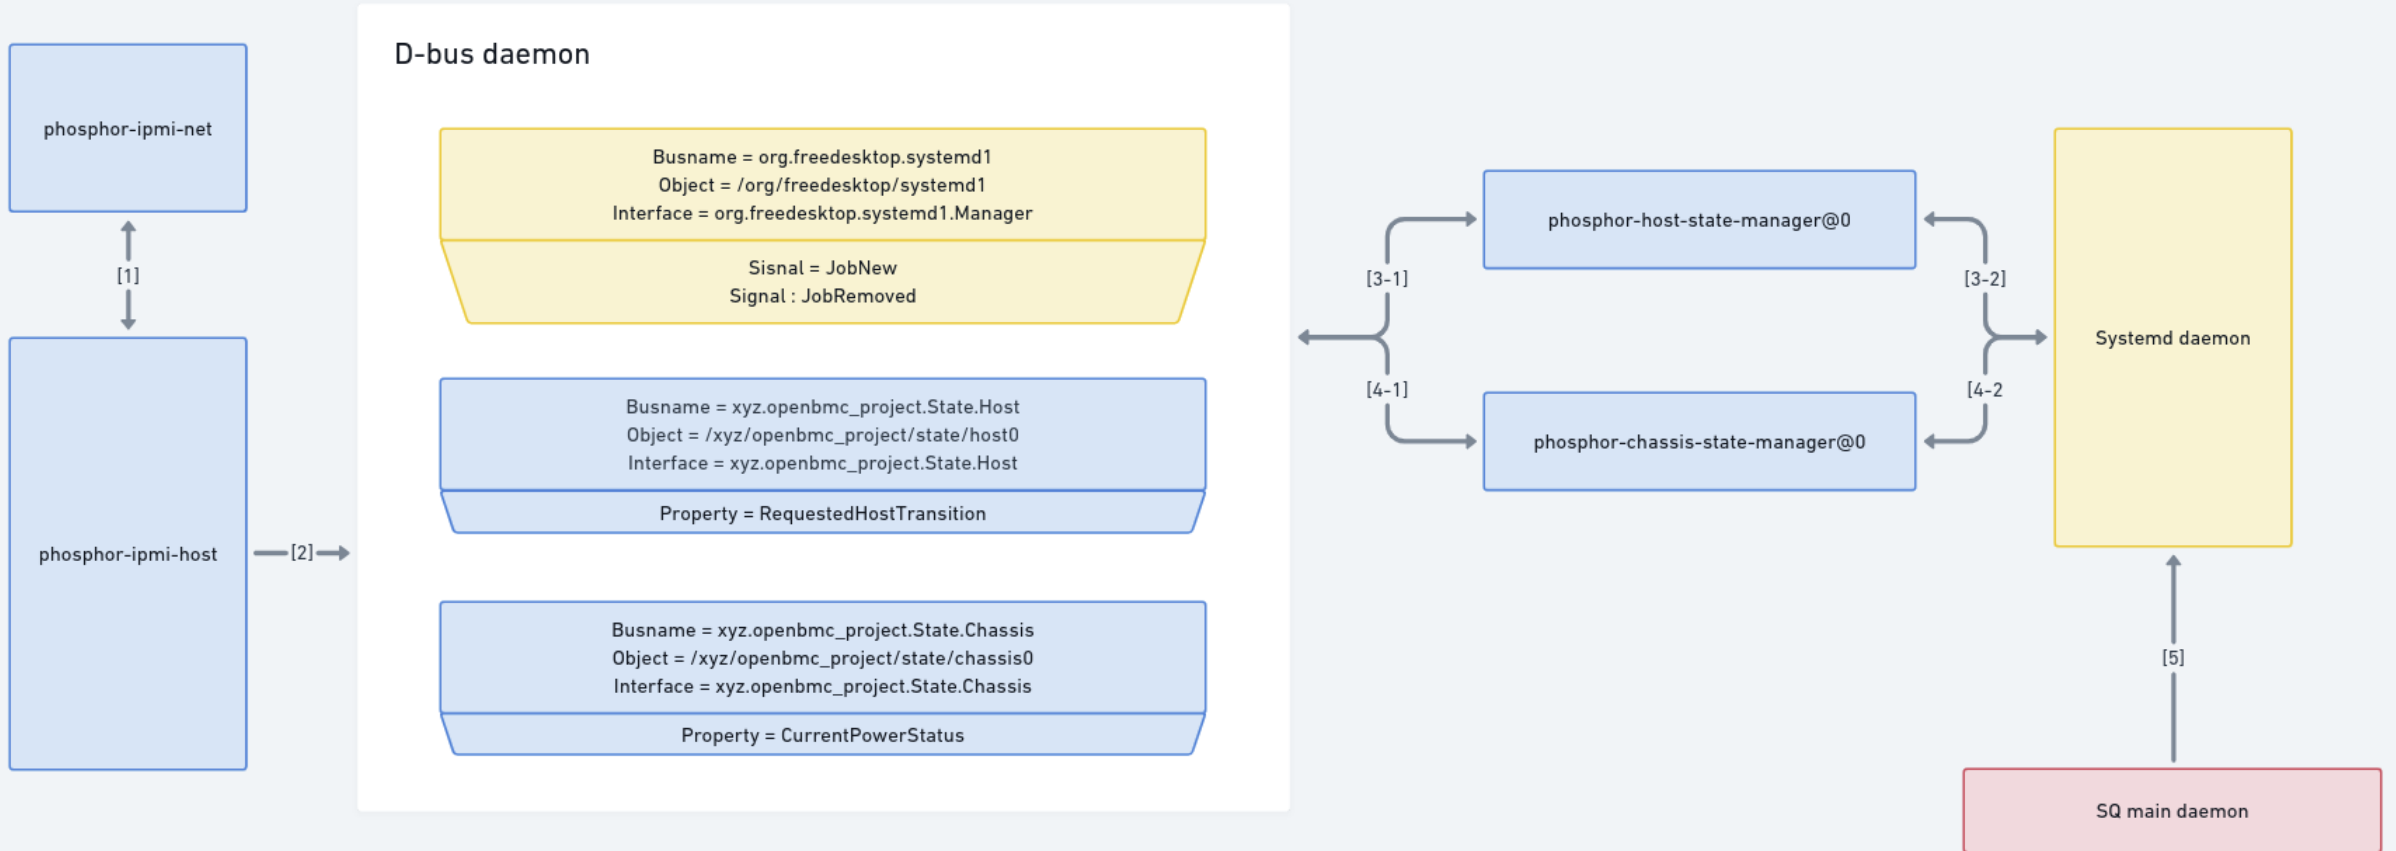 phosphor-ipmi-net
[1]
phosphor-ipmi-host
[2]
D-bus daemon
Busname = org.freedesktop.systemd1
Object = /org/freedesktop/systemd1
Interface = org.freedesktop.systemd1.Manager
Sisnal = JobNew
Signal : JobRemoved
Busname = xyz.openbmc_project.State.Host
Object = /xyz/openbmc_project/state/host0
Interface = xyz.openbmc_project.State.Host
Property = RequestedHostTransition
Busname = xyz.openbmc_project.State.Chassis
Object = /xyz/openbmc_project/state/chassis0
Interface = xyz.openbmc_project.State.Chassis
Property = CurrentPowerStatus
[3-1]
[4-1]
phosphor-host-state-manager@0
phosphor-chassis-state-manager@0
[3-2]
[4-2
Systemd daemon
[5]
SQ main daemon